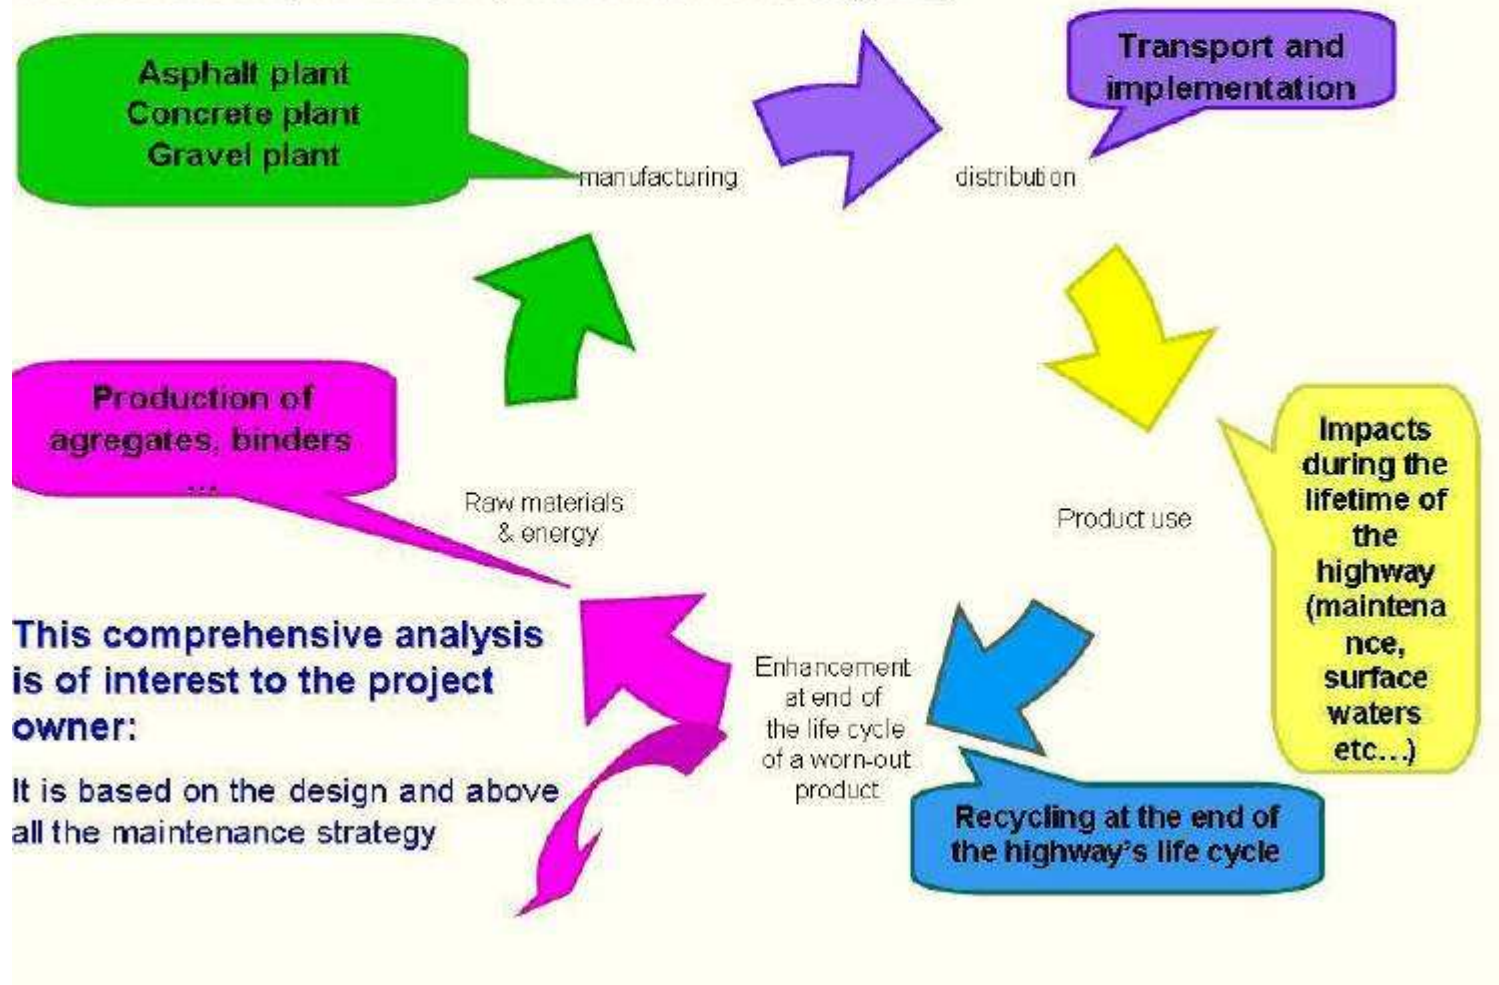 Asphalt plant
Concrete plant
Gravel plant
Transport and
implementation
manufacturing
distribution
Production of
agregates, binders
...
Raw materials
& energy
Product use
Impacts
during the
lifetime of
the
highway
(maintena
nce,
surface
waters
etc...)
This comprehensive analysis
is of interest to the project
owner:
It is based on the design and above
all the maintenance strategy
Enhancement
at end of
the life cycle
of a worn-out
product
Recycling at the end of
the highway's life cycle